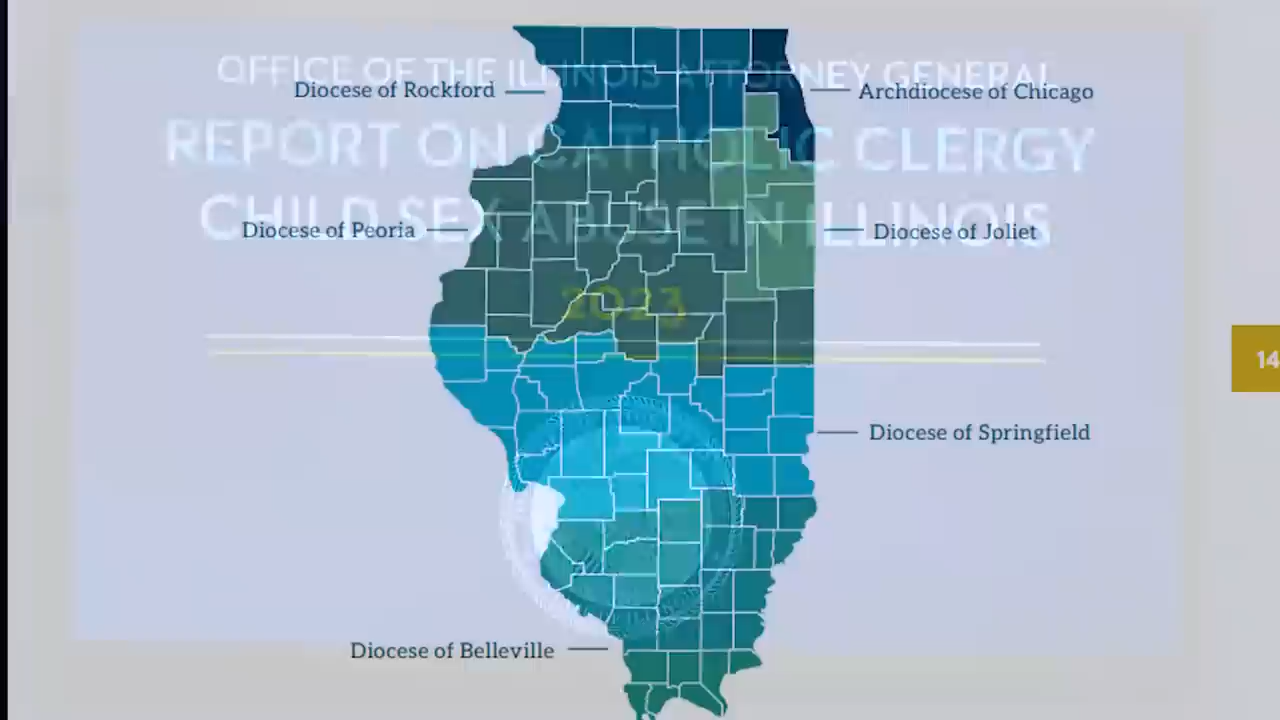 OFFICE OF THE ILLINOIS ATTORNEY GENERAL
Diocese of Rockford
Archdiocese of Chicago
REPORT ON CATHOLIC CLERGY
CHILD SEX ABUSE IN ILLINOIS
Diocese of Peoria
Diocese of Joliet
2023
14
Diocese of Springfield
Diocese of Belleville